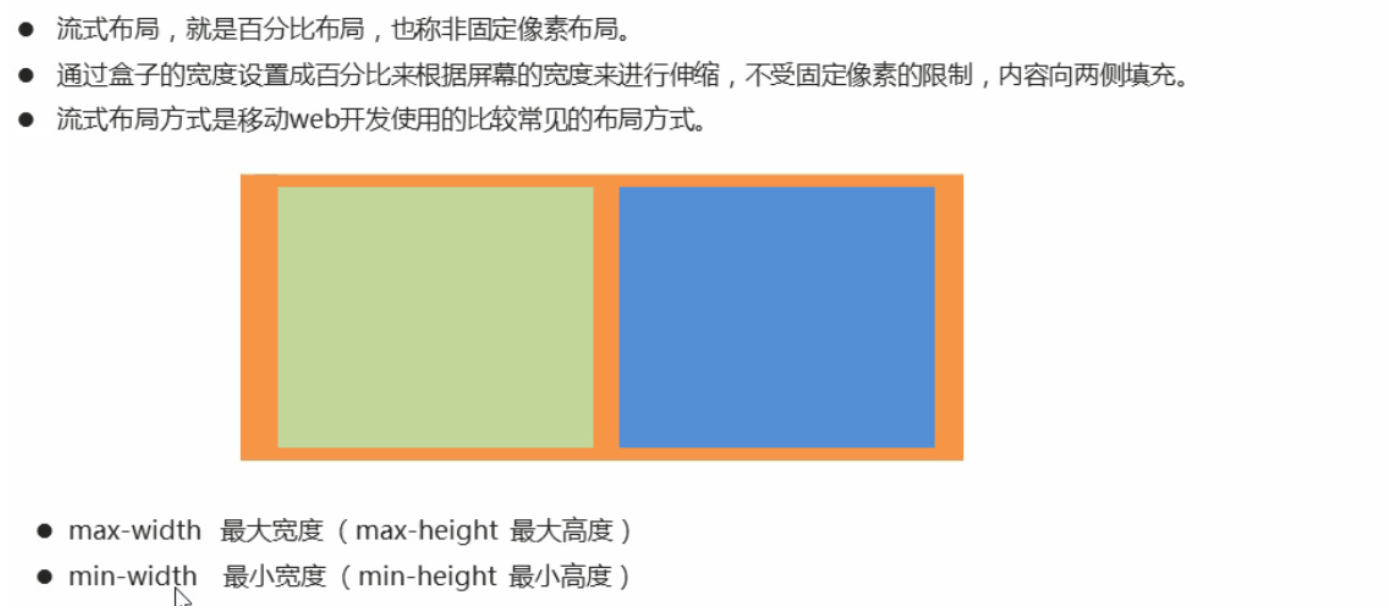 ● 流式布局，就是百分比布局，也称非固定像素布局。
● 通过盒子的宽度设置成百分比来根据屏幕的宽度来进行伸缩，不受固定像素的限制，内容向两侧填充。
● 流式布局方式是移动web开发使用的比较常见的布局方式。
● max-width 最大宽度（max-height 最大高度）
● min-width 最小宽度（min-height 最小高度）